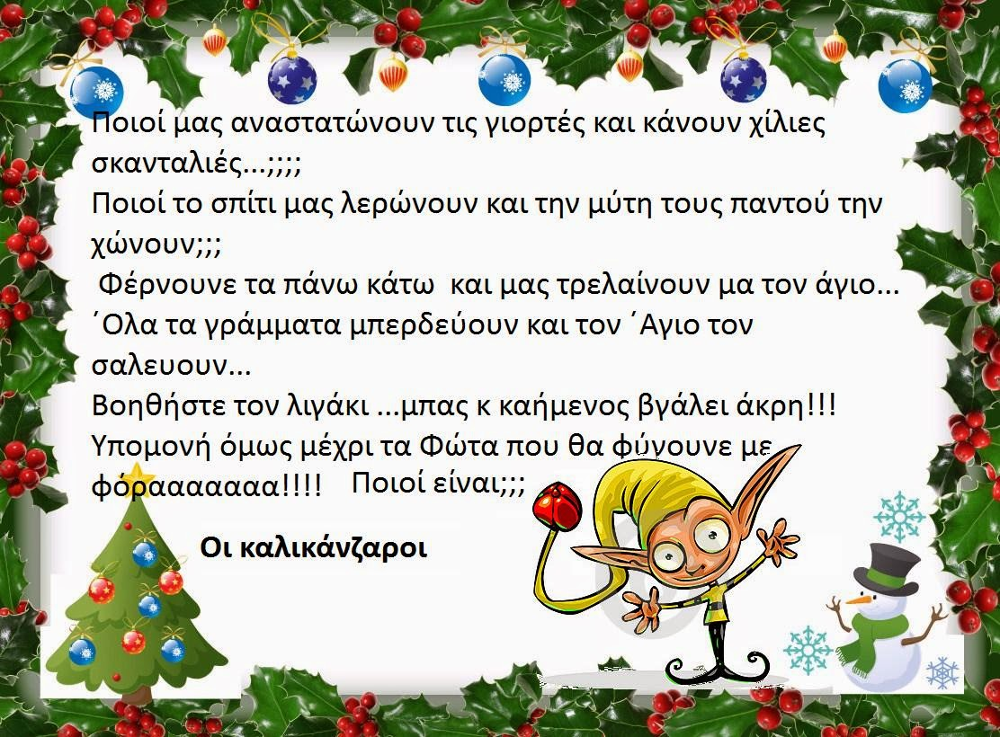 Ποιοί μας αναστατώνουν τις γιορτές και κάνουν χίλιες
σκανταλιές...;;;;
Ποιοί το σπίτι μας λερώνουν και την μύτη τους παντού την
χώνουν;;;
Φέρνουνε τα πάνω κάτω και μας τρελαίνουν μα τον άγιο...
΄Ολα τα γράμματα μπερδεύουν και τον ΄Αγιο τον
σαλευουν...
Βοηθήστε τον λιγάκι ...μπας κ καήμενος βγάλει άκρη!!!
Υπομονή όμως μέχρι τα Φώτα που θα φύγουνε με
φόραααααααα!!!! Ποιοί είναι;;;
Οι καλικάνζαροι